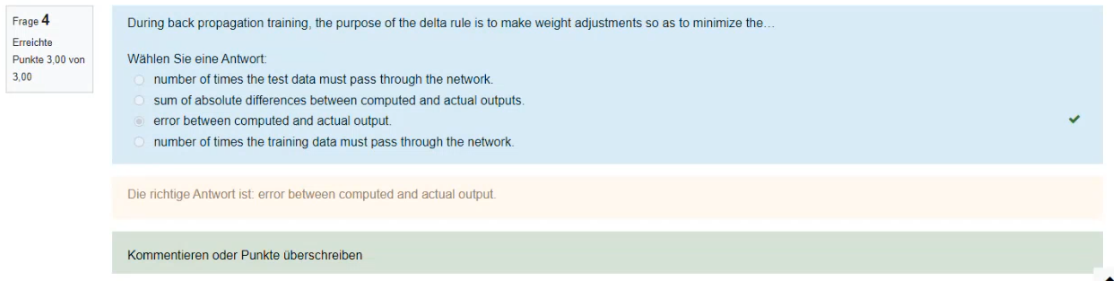 Frage 4
Erreichte
Punkte 3,00 von
3,00
During back propagation training, the purpose of the delta rule is to make weight adjustments so as to minimize the…
Wählen Sie eine Antwort:
number of times the test data must pass through the network.
sum of absolute differences between computed and actual outputs.
error between computed and actual output.
number of times the training data must pass through the network.
Die richtige Antwort ist: error between computed and actual output.
Kommentieren oder Punkte überschreiben